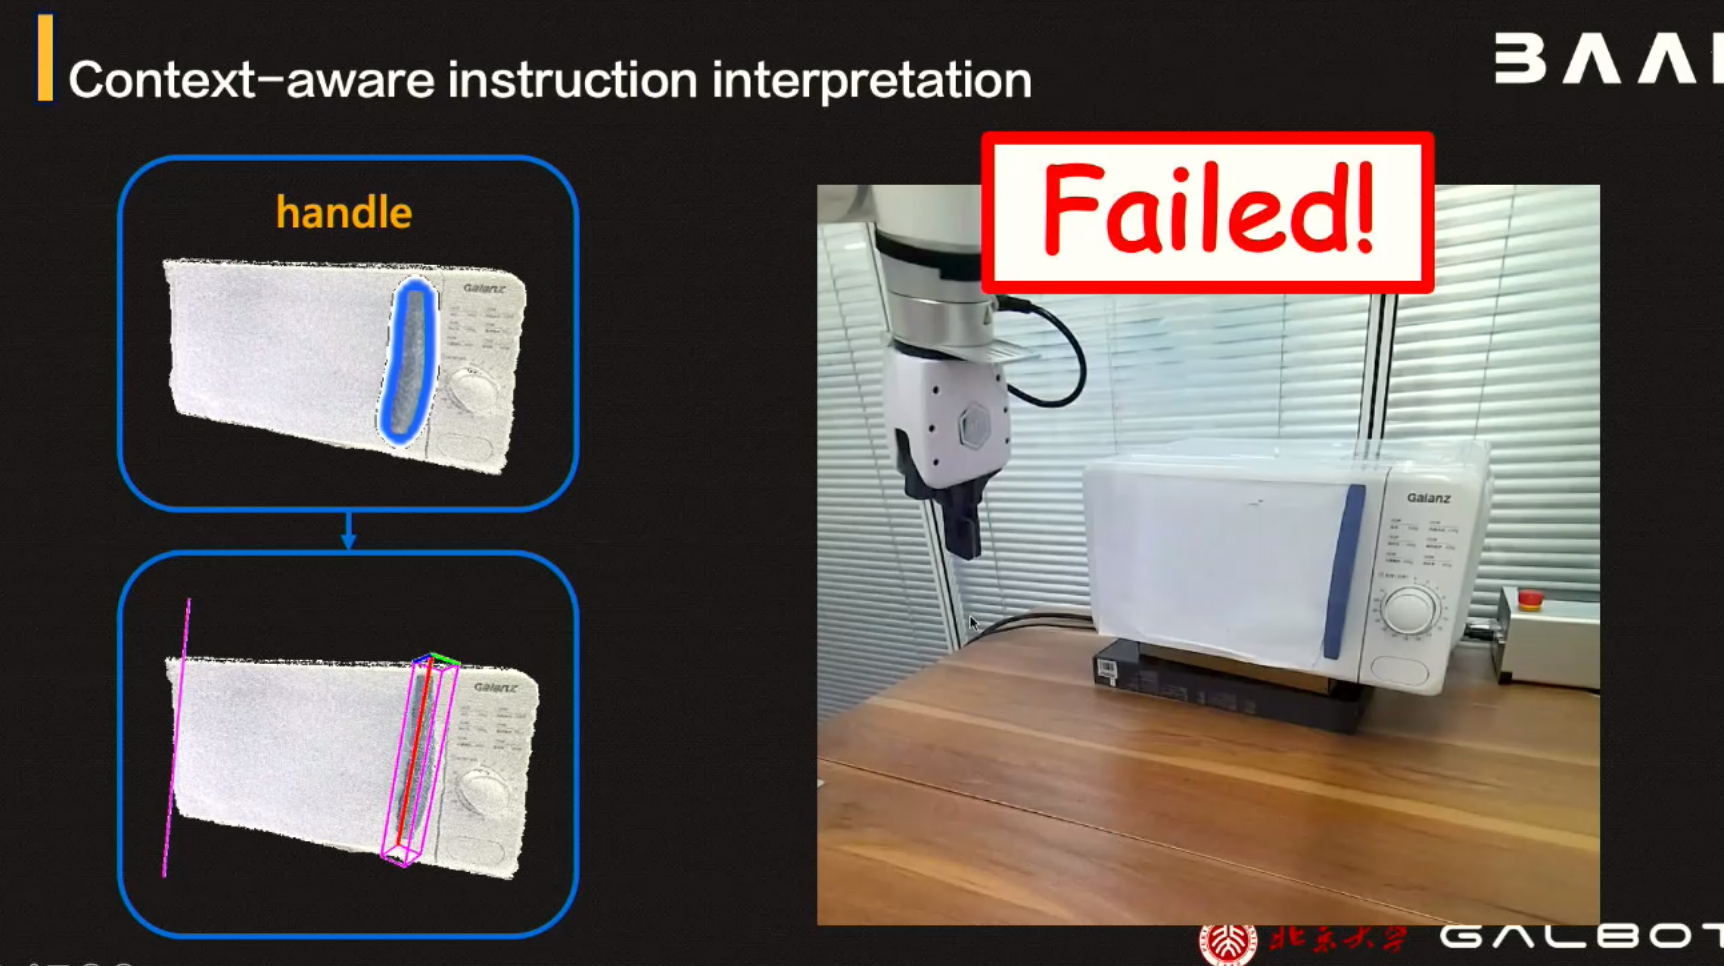 Context-aware instruction interpretation
BAAI
handle
Galanz
Failed!
Galanz
Galanz
北京大学
GALBOT